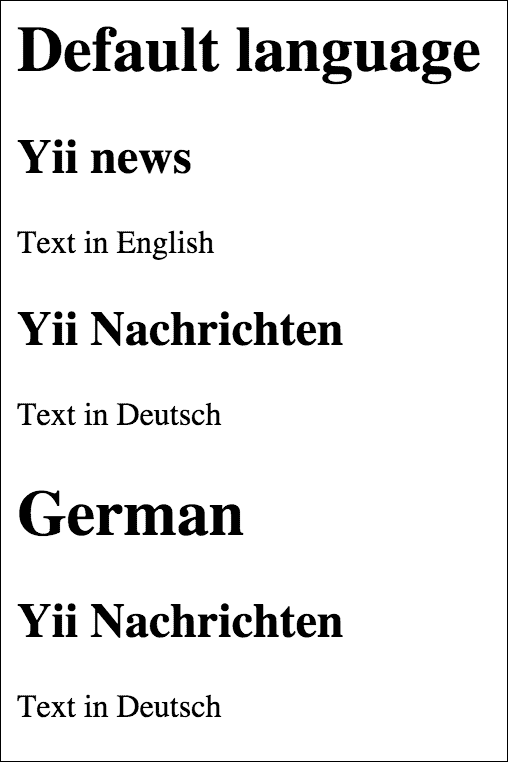 Default language
Yii news
Text in English
Yii Nachrichten
Text in Deutsch
German
Yii Nachrichten
Text in Deutsch